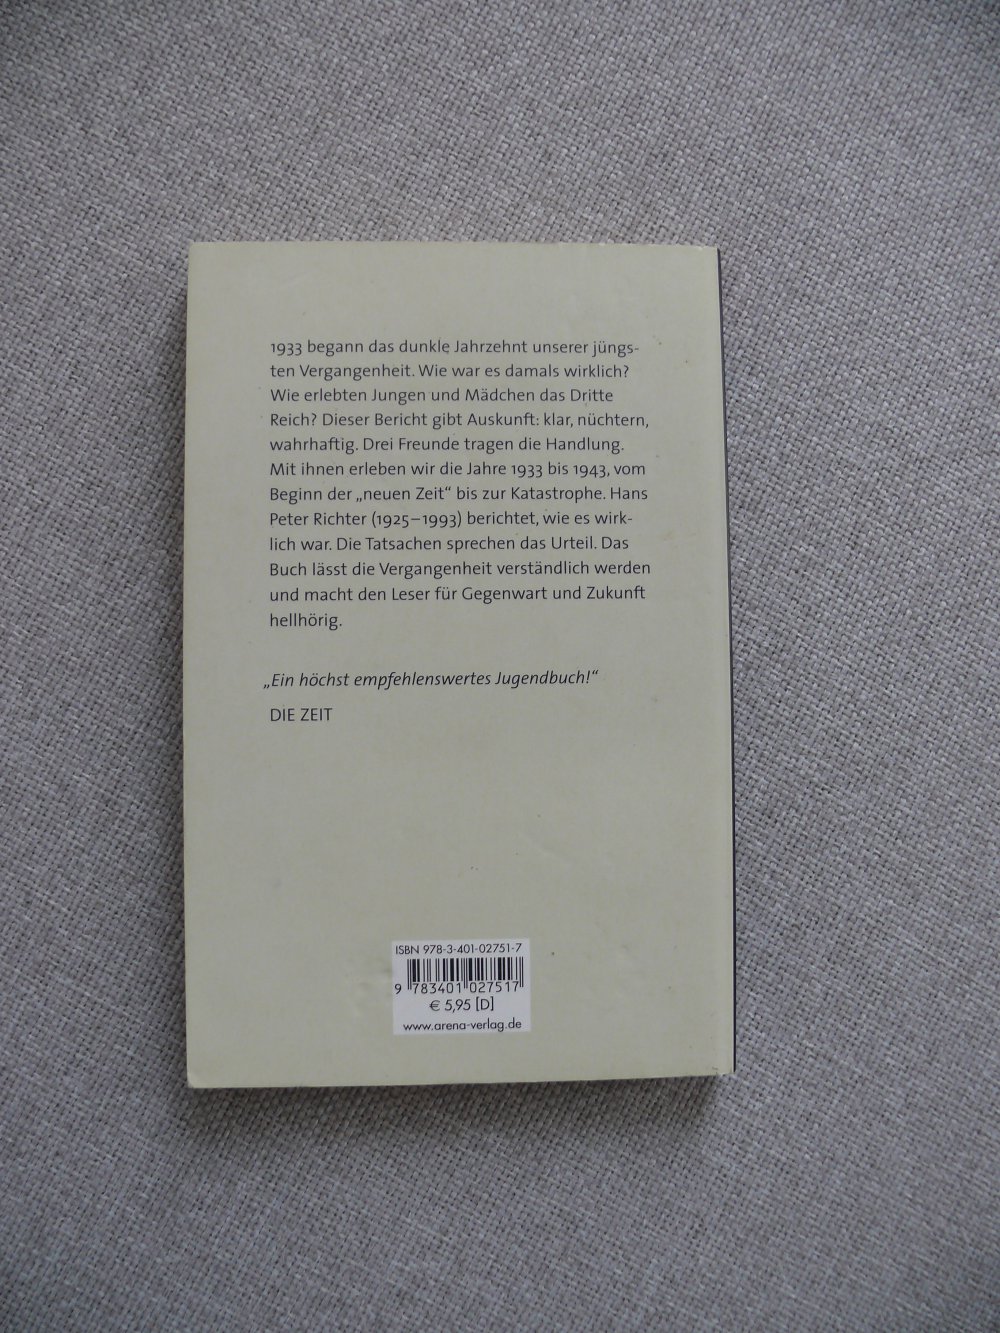 1933 begann das dunkle Jahrzehnt unserer jüngs-
ten Vergangenheit. Wie war es damals wirklich?
Wie erlebten Jungen und Mädchen das Dritte
Reich? Dieser Bericht gibt Auskunft: klar, nüchtern,
wahrhaftig. Drei Freunde tragen die Handlung.
Mit ihnen erleben wir die Jahre 1933 bis 1943, vom
Beginn der „neuen Zeit“ bis zur Katastrophe. Hans
Peter Richter (1925–1993) berichtet, wie es wirk-
lich war. Die Tatsachen sprechen das Urteil. Das
Buch lässt die Vergangenheit verständlich werden
und macht den Leser für Gegenwart und Zukunft
hellhörig.
„Ein höchst empfehlenswertes Jugendbuch!“
DIE ZEIT
ISBN 978-3-401-02751-7
9 783401 027517
€ 5,95 [D]
www.arena-verlag.de